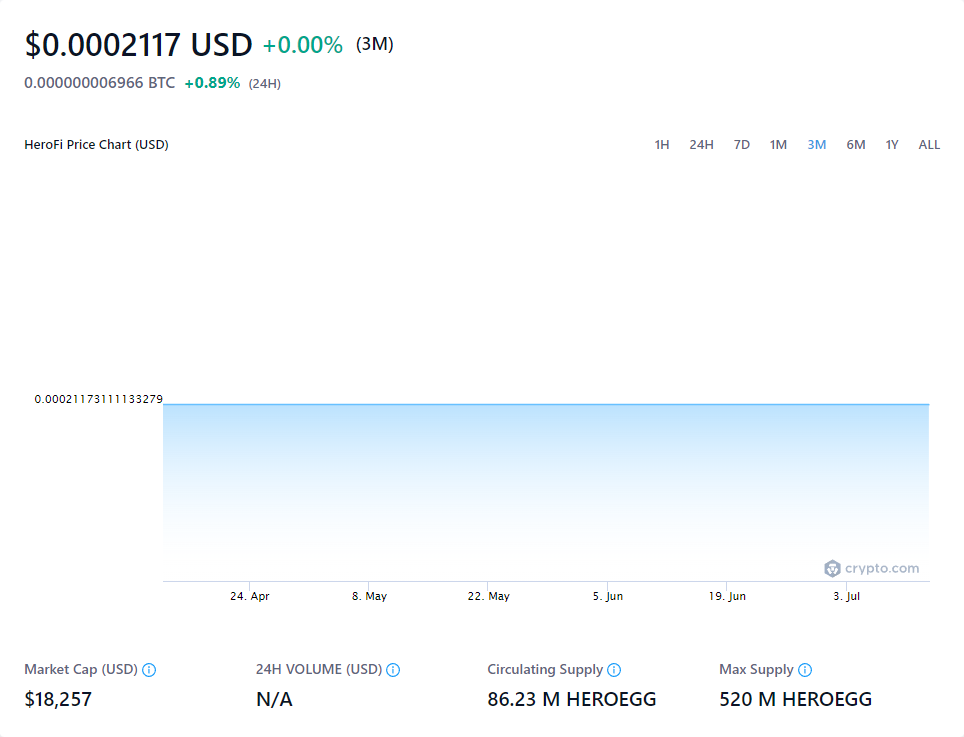 $0.0002117 USD +0.00% (3M)
0.000000006966 BTC +0.89% (24H)
HeroFi Price Chart (USD) 1H 24H 7D 1M 3M 6M 1Y ALL
0.00021173111133279
crypto.com
24. Apr 8. May 22. May 5. Jun 19. Jun 3. Jul
Market Cap (USD) 24H VOLUME (USD) Circulating Supply Max Supply
$18,257 N/A 86.23 M HEROEGG 520 M HEROEGG